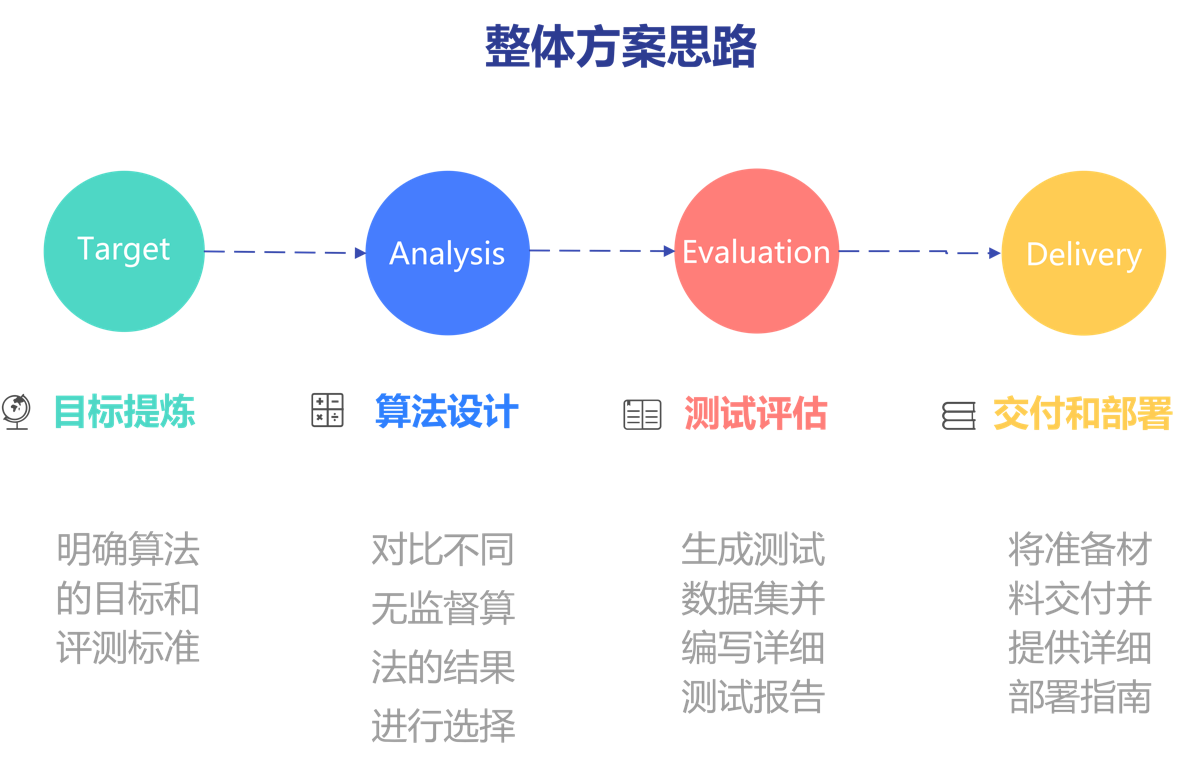 整体方案思路
Target
Analysis
Evaluation
Delivery
目标提炼
算法设计
测试评估
交付和部署
明确算法
的目标和
评测标准
对比不同
无监督算
法的结果
进行选择
生成测试
数据集并
编写详细
测试报告
将准备材
料交付并
提供详细
部署指南